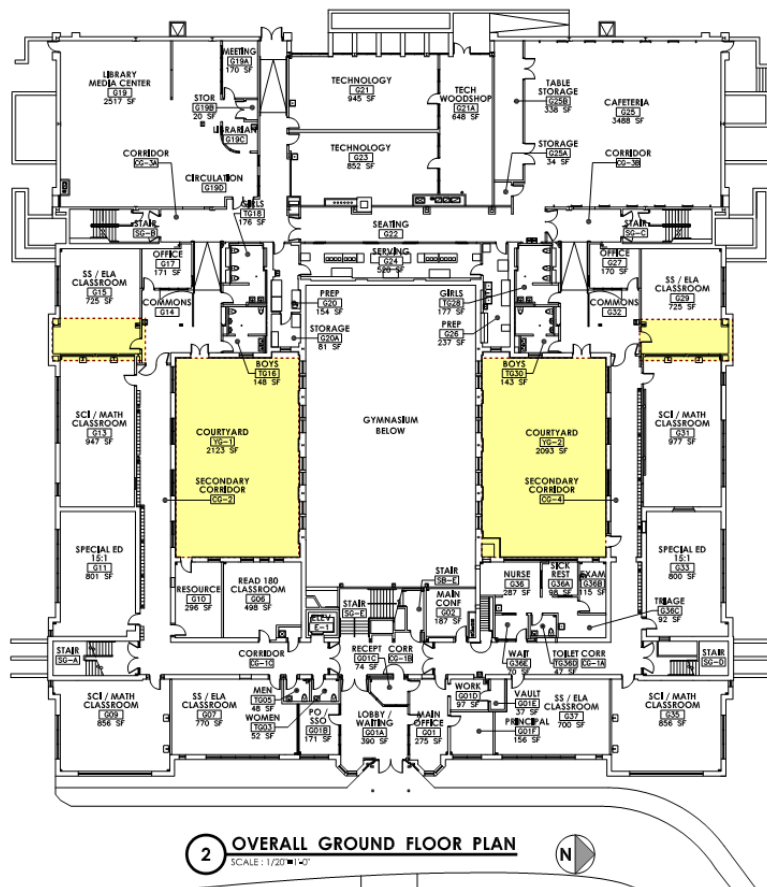 LIBRARY
MEDIA CENTER
G19
2517 SF
MEETING
G19A
170 SF
STOR
G19B
20 SF
LIBRARIAN
G19C
CIRCULATION
G19D
CORRIDOR
CG-3A
TECHNOLOGY
G21
945 SF
TECHNOLOGY
G23
852 SF
TECH
WOODSHOP
G21A
648 SF
TABLE
STORAGE
G25B
338 SF
CAFETERIA
G25
3488 SF
STORAGE
G25A
34 SF
CORRIDOR
CG-3B
STAIR
SG-B
GIRLS
TG18
176 SF
SEATING
G22
SERVING
G24
520 SF
STAIR
SG-C
OFFICE
G17
171 SF
SS / ELA
CLASSROOM
G15
725 SF
COMMONS
G14
PREP
G20
154 SF
STORAGE
G20A
81 SF
BOYS
TG16
148 SF
GIRLS
TG28
177 SF
PREP
G26
237 SF
BOYS
TG30
143 SF
OFFICE
G27
170 SF
COMMONS
G32
SS / ELA
CLASSROOM
G29
725 SF
SCI / MATH
CLASSROOM
G13
947 SF
COURTYARD
YG-1
2123 SF
SECONDARY
CORRIDOR
CG-2
GYMNASIUM
BELOW
COURTYARD
YG-2
2093 SF
SECONDARY
CORRIDOR
CG-4
SCI / MATH
CLASSROOM
G31
977 SF
SPECIAL ED
15:1
G11
801 SF
RESOURCE
G10
296 SF
READ 180
CLASSROOM
G06
498 SF
STAIR
SG-E
ELEV
E-1
STAIR
SB-E
MAIN
CONF
G02
187 SF
NURSE
G36
287 SF
SICK
REST
G36A
98 SF
EXAM
G36B
115 SF
TRIAGE
G36C
92 SF
SPECIAL ED
15:1
G33
800 SF
STAIR
SG-A
CORRIDOR
CG-1C
RECEPT
G01C
74 SF
CORR
CG-1B
WAIT
G36E
70 SF
TOILET
TG36D
47 SF
CORR
CG-1A
STAIR
SG-D
SCI / MATH
CLASSROOM
G09
856 SF
SS / ELA
CLASSROOM
G07
770 SF
MEN
TG05
48 SF
WOMEN
TG03
52 SF
PO /
SSO
G01B
171 SF
LOBBY /
WAITING
G01A
390 SF
MAIN
OFFICE
G01
275 SF
WORK
G01D
97 SF
VAULT
G01E
37 SF
PRINCIPAL
G01F
156 SF
SS / ELA
CLASSROOM
G37
700 SF
SCI / MATH
CLASSROOM
G35
856 SF
2 OVERALL GROUND FLOOR PLAN
SCALE : 1/20"=1'-0"
N